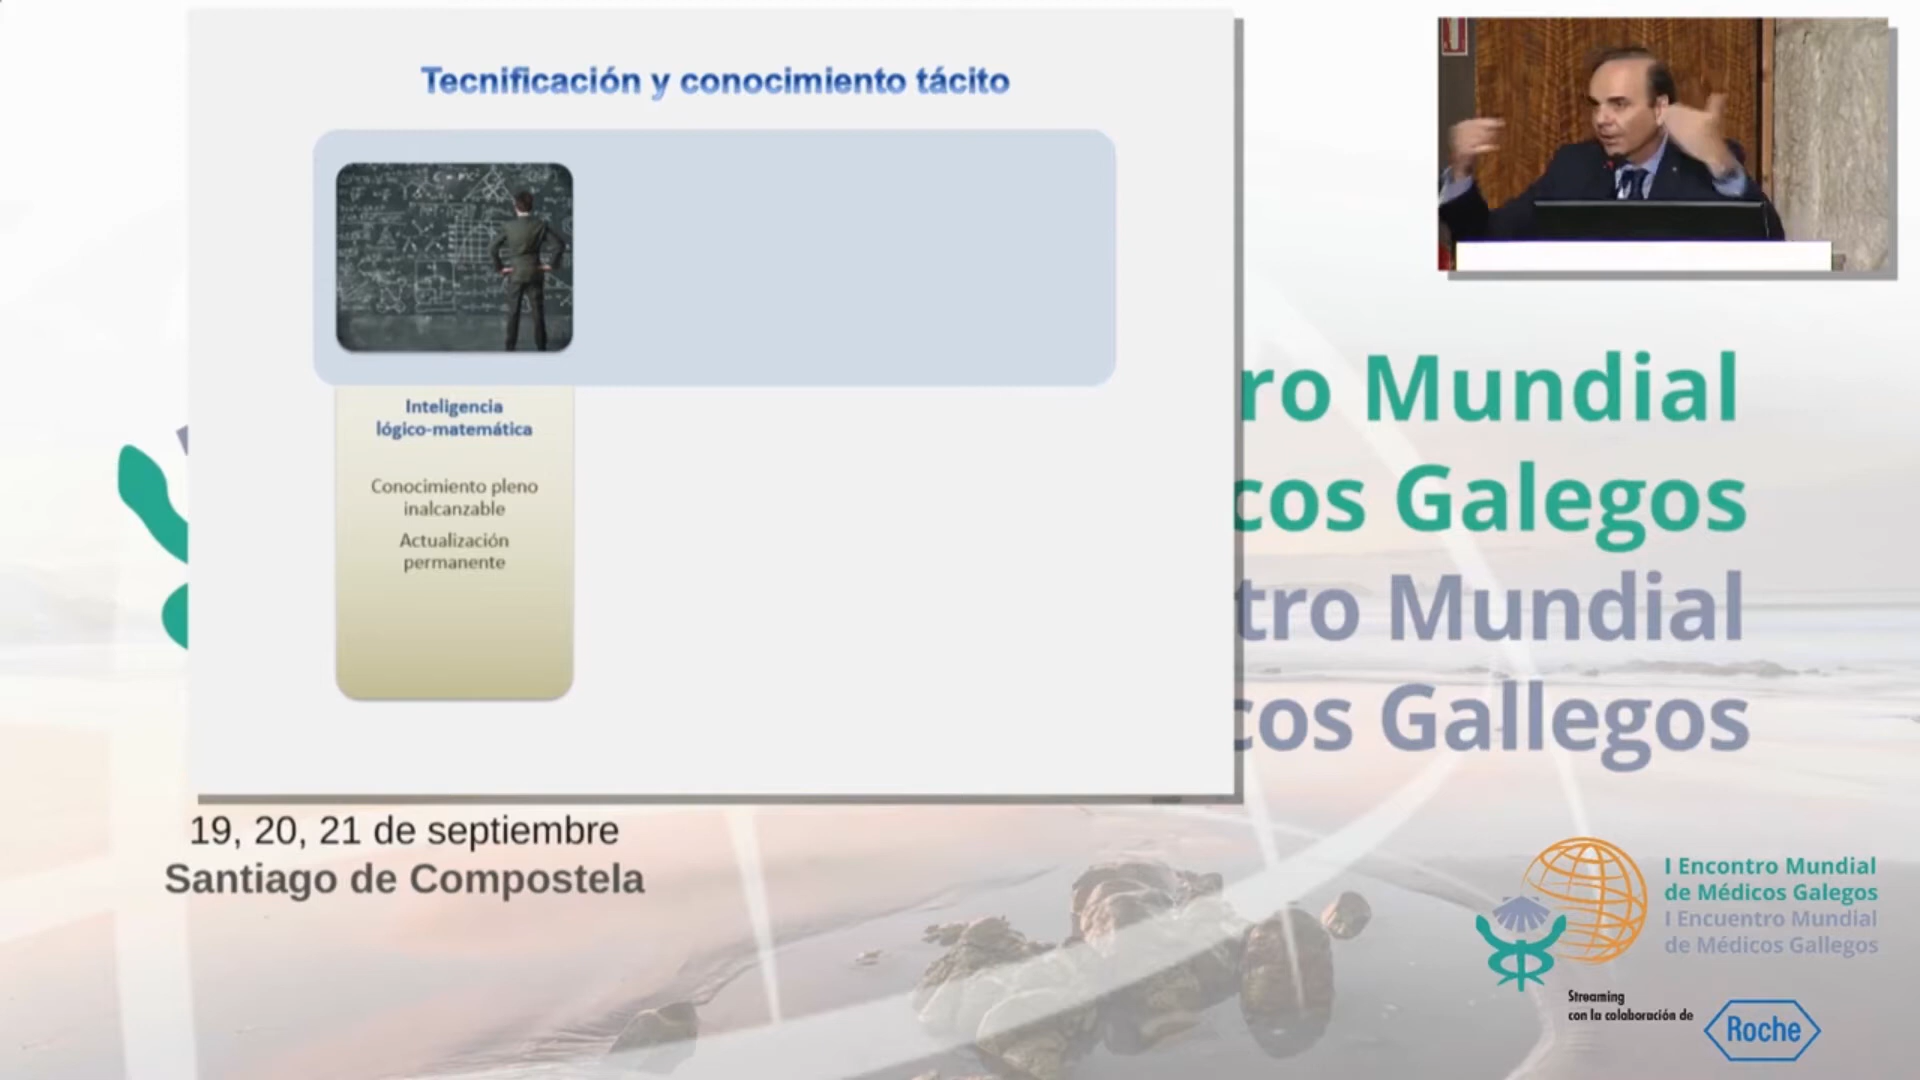 Tecnificación y conocimiento tácito
Inteligencia
lógico-matemática
Conocimiento pleno
inalcanzable
Actualización
permanente
ro Mundial
cos Galegos
tro Mundial
cos Gallegos
19, 20, 21 de septiembre
Santiago de Compostela
I Encontro Mundial
de Médicos Galegos
I Encuentro Mundial
de Médicos Gallegos
Streaming
con la colaboración de
Roche